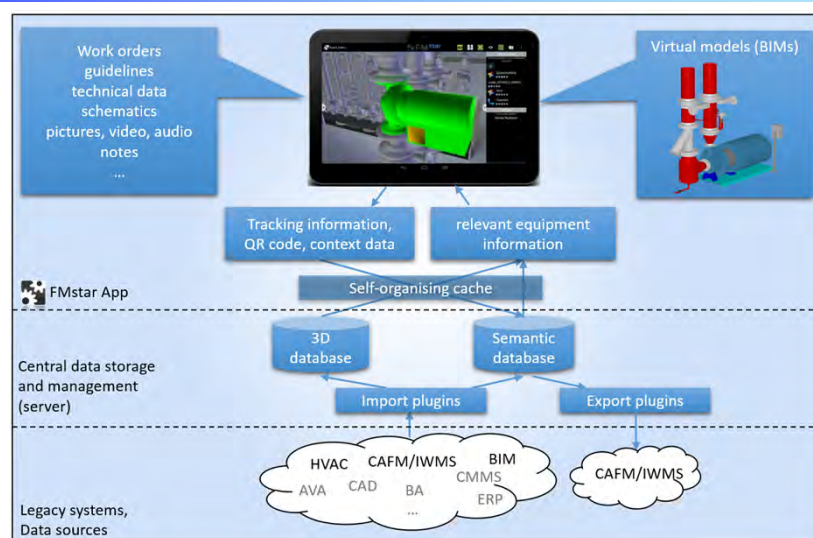 Work orders
guidelines
technical data
schematics
pictures, video, audio
notes
...
Virtual models (BIMs)
Tracking information,
QR code, context data
relevant equipment
information
Self-organising cache
FMstar App
3D
database
Semantic
database
Central data storage
and management
(server)
Import plugins
Export plugins
HVAC
CAFM/IWMS
BIM
AVA
CAD
BA
CMMS
ERP
...
CAFM/IWMS
Legacy systems,
Data sources